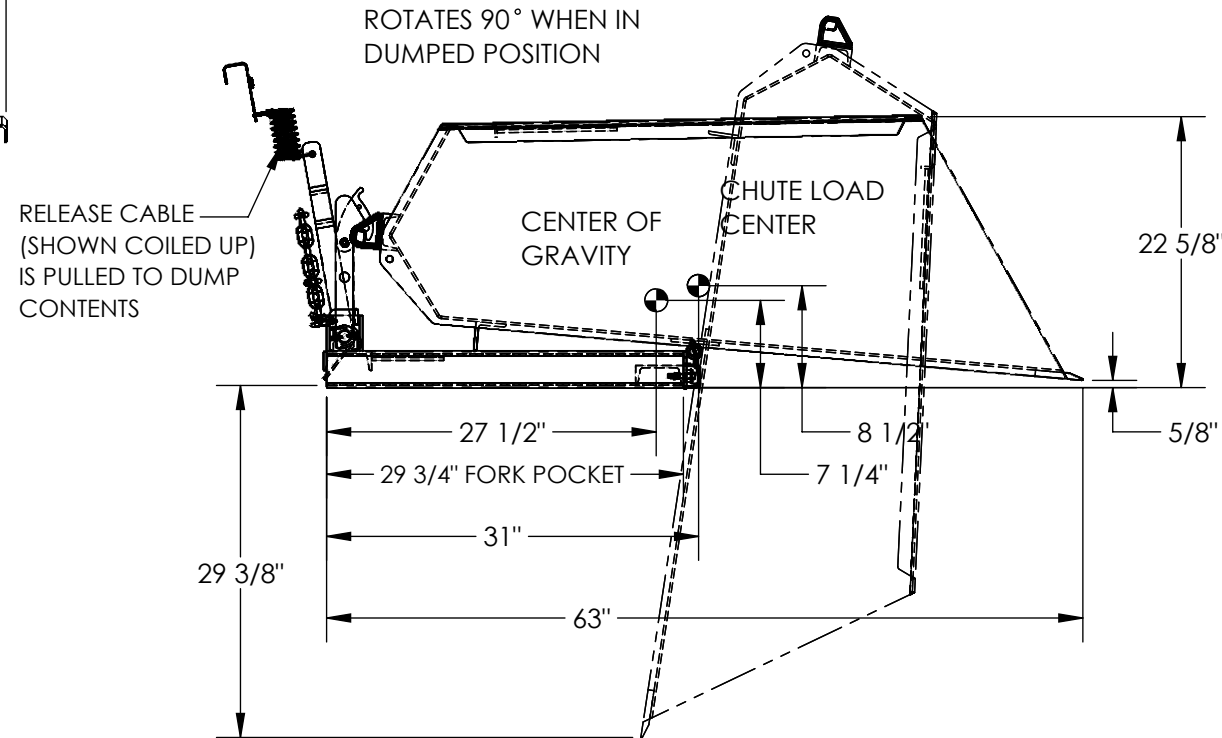 ROTATES 90° WHEN IN
DUMPED POSITION
RELEASE CABLE
(SHOWN COILED UP)
IS PULLED TO DUMP
CONTENTS
CENTER OF
GRAVITY
CHUTE LOAD
CENTER
22 5/8"
27 1/2"
8 1/2"
5/8"
29 3/4" FORK POCKET
7 1/4"
31"
29 3/8"
63"